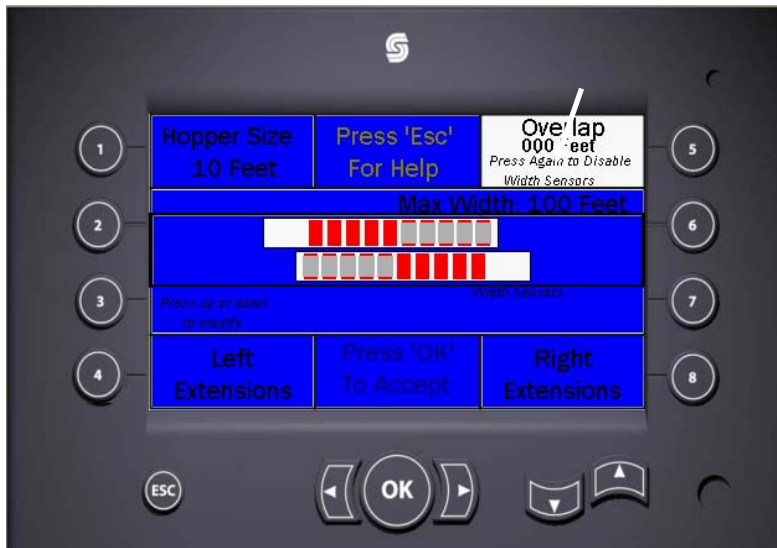 Hopper Size
10 Feet
Press 'Esc'
For Help
Overlap
000 Feet
Press Again to Disable
Width Sensors
Max Width: 100 Feet
Width Sensors
Press up or down
to modify
Left
Extensions
Press 'OK'
To Accept
Right
Extensions
1
2
3
4
5
6
7
8
ESC
OK